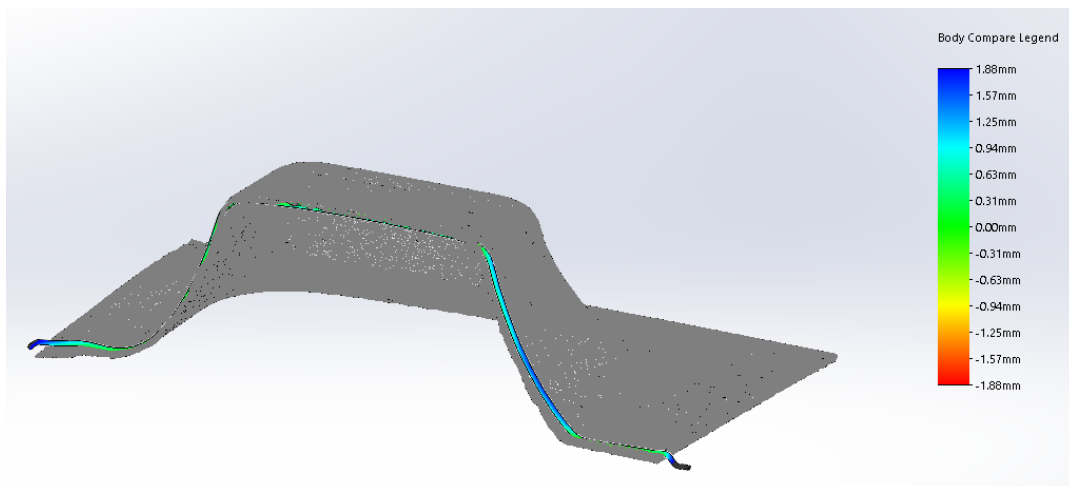 Body Compare Legend
1.88mm
1.57mm
1.25mm
0.94mm
0.63mm
0.31mm
0.00mm
-0.31mm
-0.63mm
-0.94mm
-1.25mm
-1.57mm
-1.88mm